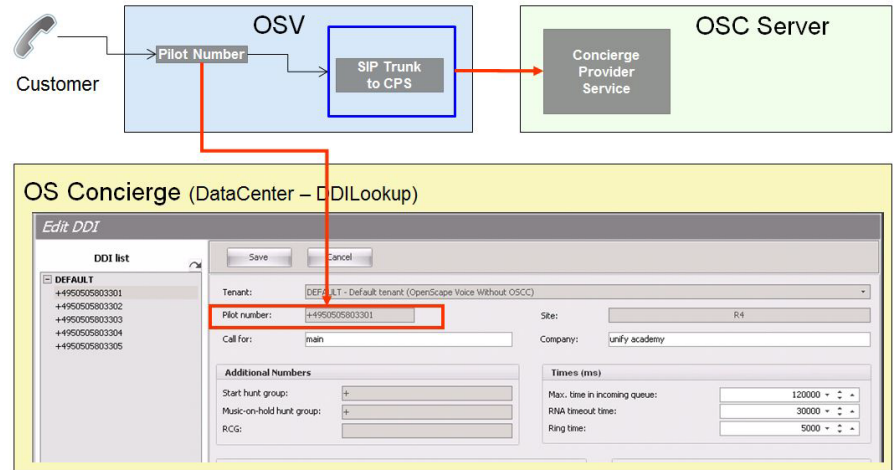 OSV
OSC Server
Customer
Pilot Number
SIP Trunk
to CPS
Concierge
Provider
Service
OS Concierge (DataCenter – DDILookup)
Edit DDI
DDI list
Save
Cancel
DEFAULT
+4950505803301
+4950505803302
+4950505803303
+4950505803304
+4950505803305
Tenant:
DEFAULT - Default tenant (OpenScape Voice Without OSCC)
Pilot number:
+4950505803301
Site:
R4
Call for:
main
Company:
unify academy
Additional Numbers
Times (ms)
Start hunt group:
+
Max. time in incoming queue:
120000
Music-on-hold hunt group:
+
RNA timeout time:
30000
RCG:
Ring time:
5000